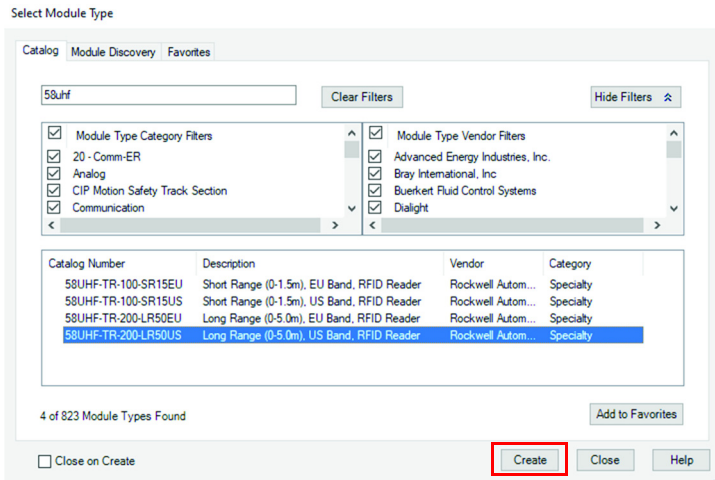 Select Module Type
Catalog Module Discovery Favorites
58uhf Clear Filters Hide Filters
Module Type Category Filters Module Type Vendor Filters
20 - Comm-ER Advanced Energy Industries, Inc.
Analog Bray International, Inc
CIP Motion Safety Track Section Buerkert Fluid Control Systems
Communication Dialight
Catalog Number Description Vendor Category
58UHF-TR-100-SR15EU Short Range (0-1.5m), EU Band, RFID Reader Rockwell Autom... Specialty
58UHF-TR-100-SR15US Short Range (0-1.5m), US Band, RFID Reader Rockwell Autom... Specialty
58UHF-TR-200-LR50EU Long Range (0-5.0m), EU Band, RFID Reader Rockwell Autom... Specialty
58UHF-TR-200-LR50US Long Range (0-5.0m), US Band, RFID Reader Rockwell Autom... Specialty
4 of 823 Module Types Found Add to Favorites
Close on Create Create Close Help